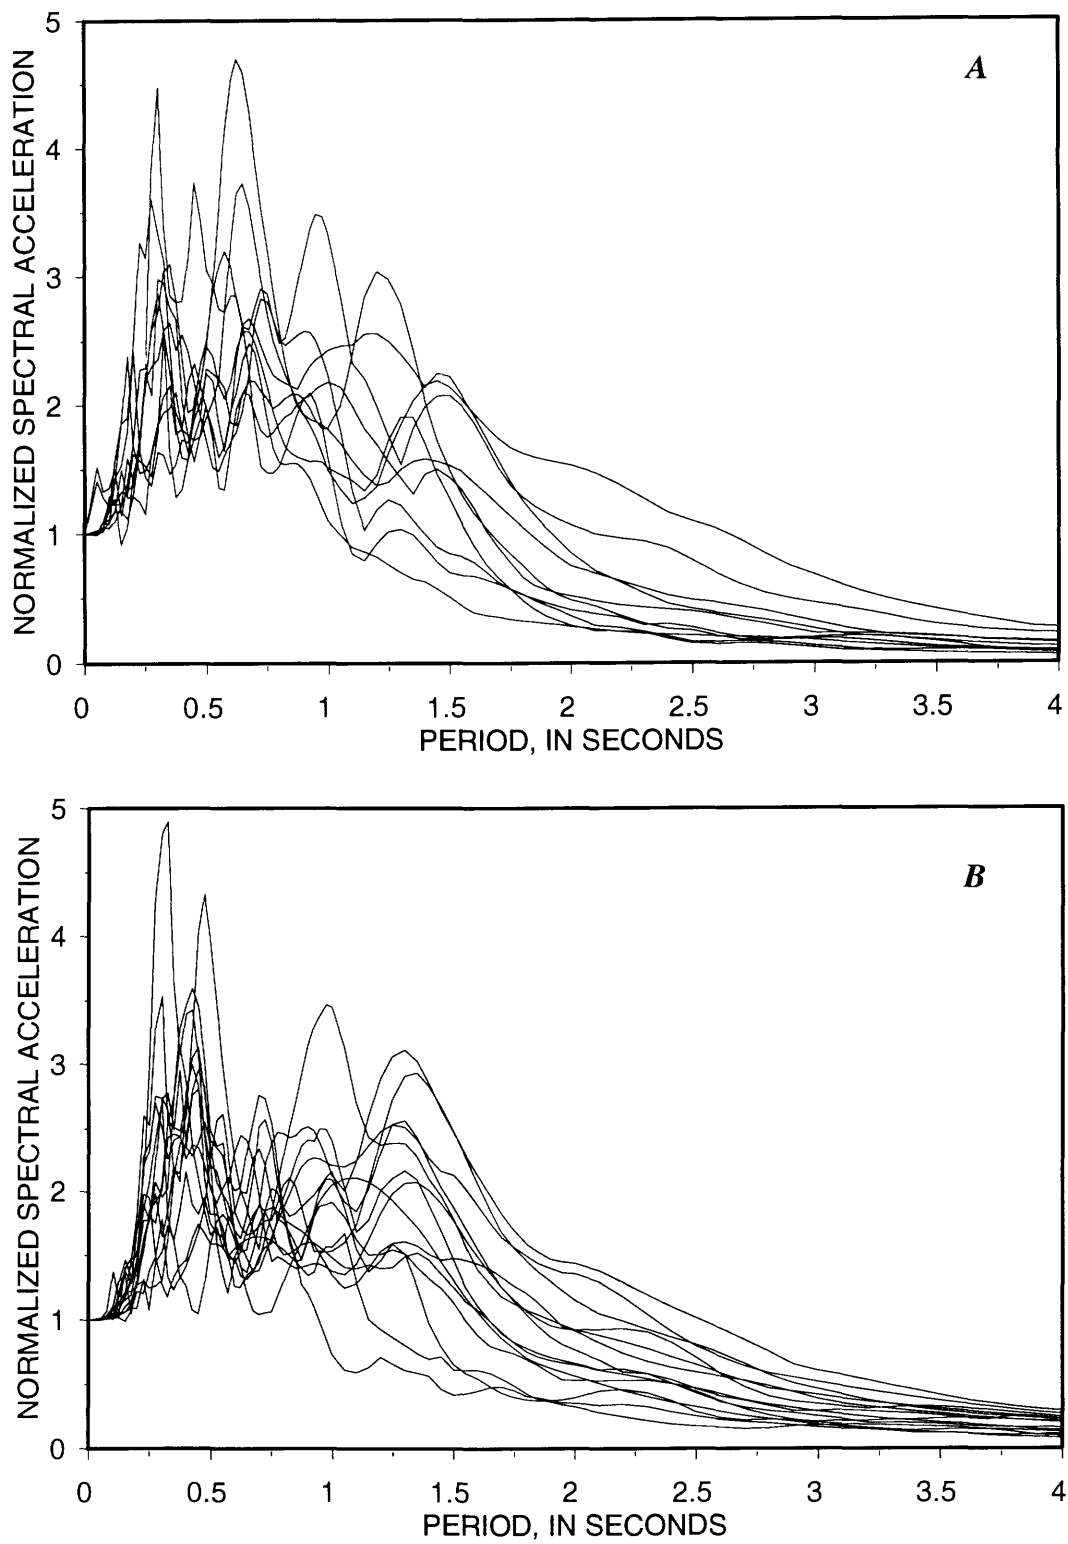 5
4
3
2
1
0
NORMALIZED SPECTRAL ACCELERATION
A
0 0.5 1 1.5 2 2.5 3 3.5 4
PERIOD, IN SECONDS
5
4
3
2
1
0
NORMALIZED SPECTRAL ACCELERATION
B
0 0.5 1 1.5 2 2.5 3 3.5 4
PERIOD, IN SECONDS